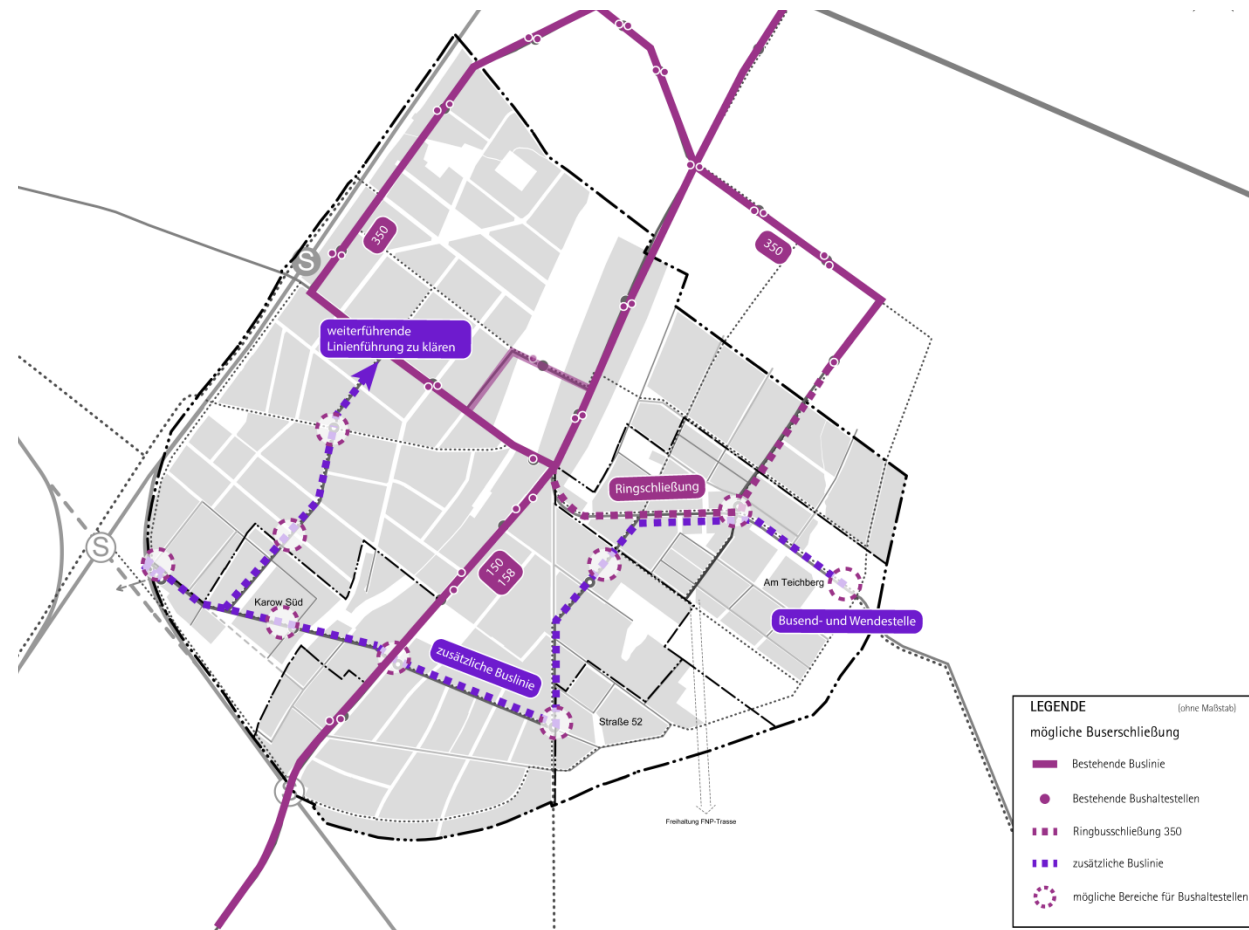 S
350
350
weiterführende
Linienführung zu klären
Ringschließung
S
150
158
Am Teichberg
Karow Süd
Busend- und Wendestelle
zusätzliche Buslinie
Straße 52
S
Freihaltung FNP-Trasse
LEGENDE
(ohne Maßstab)
mögliche Buserschließung
Bestehende Buslinie
Bestehende Bushaltestellen
Ringbusschließung 350
zusätzliche Buslinie
mögliche Bereiche für Bushaltestellen